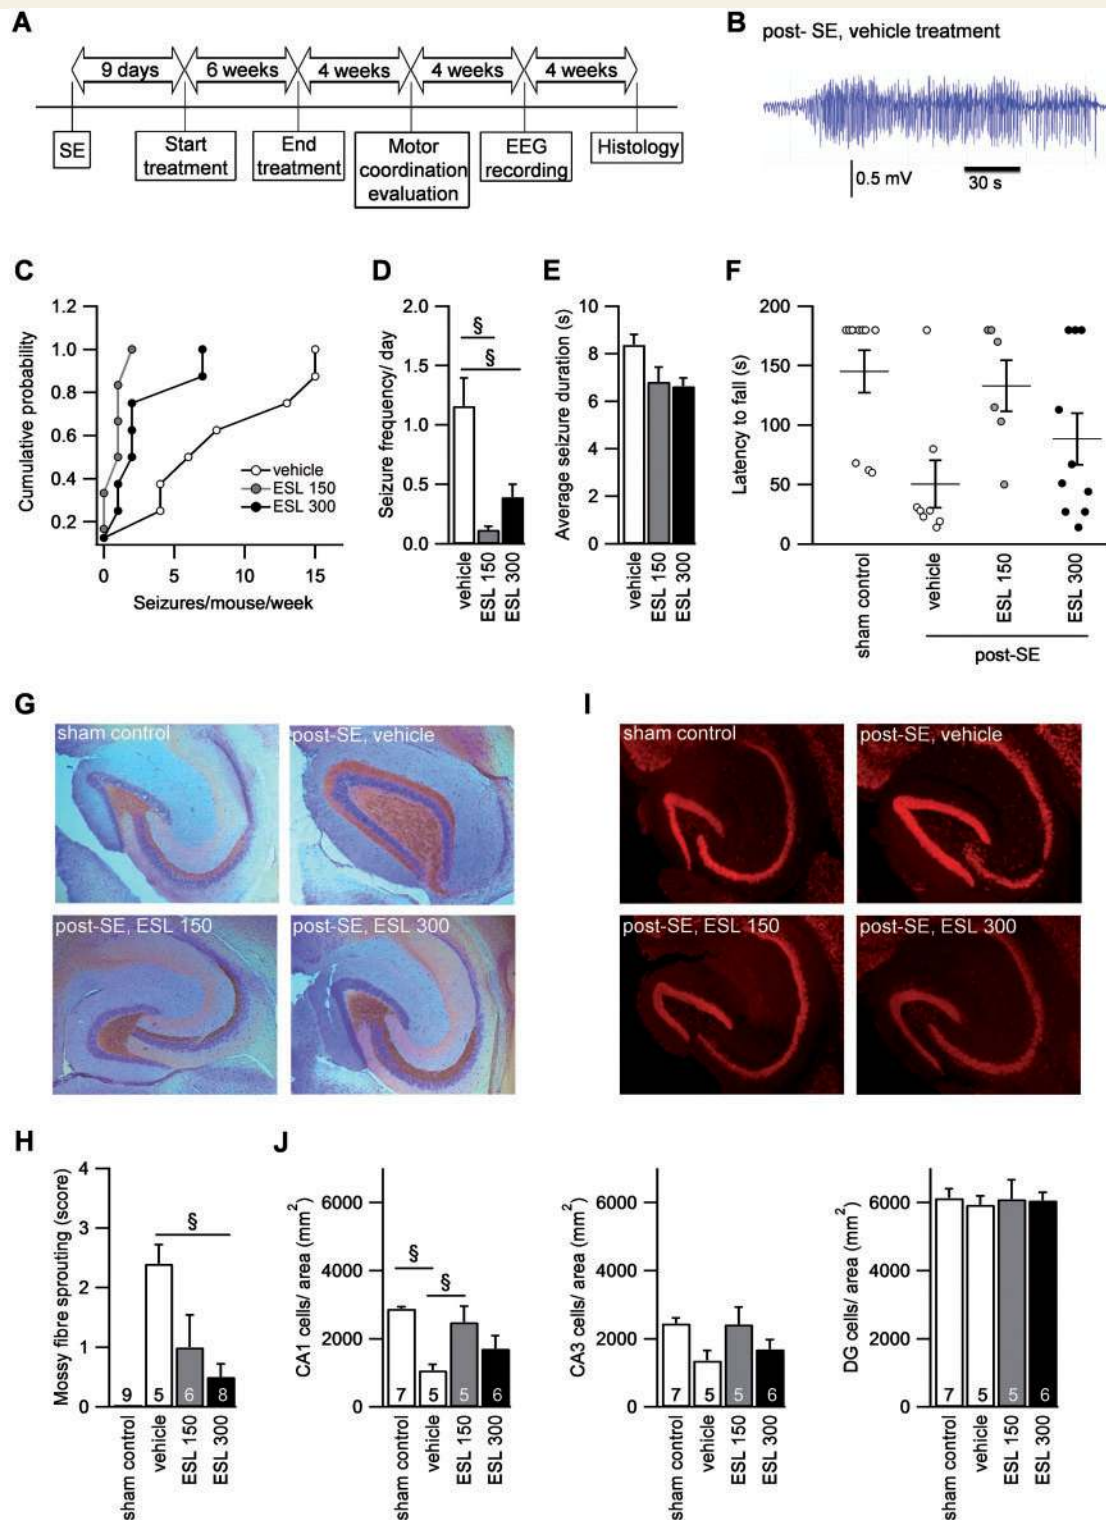 A
9 days
6 weeks
4 weeks
4 weeks
4 weeks
SE
Start
treatment
End
treatment
Motor
coordination
evaluation
EEG
recording
Histology
B
post- SE, vehicle treatment
0.5 mV
30 s
C
Cumulative probability
1.2
1.0
0.8
0.6
0.4
0.2
0
5
10
15
Seizures/mouse/week
vehicle
ESL 150
ESL 300
D
Seizure frequency/ day
2.0
1.5
1.0
0.5
0.0
§
§
vehicle
ESL 150
ESL 300
E
Average seizure duration (s)
10
8
6
4
2
0
vehicle
ESL 150
ESL 300
F
Latency to fall (s)
200
150
100
50
0
sham control
vehicle
ESL 150
ESL 300
post-SE
G
sham control
post-SE, vehicle
post-SE, ESL 150
post-SE, ESL 300
I
sham control
post-SE, vehicle
post-SE, ESL 150
post-SE, ESL 300
H
Mossy fibre sprouting (score)
4
3
2
1
0
§
9
5
6
8
sham control
vehicle
ESL 150
ESL 300
J
CA1 cells/ area (mm²)
6000
4000
2000
0
§
§
7
5
5
6
sham control
vehicle
ESL 150
ESL 300
CA3 cells/ area (mm²)
6000
4000
2000
0
7
5
5
6
sham control
vehicle
ESL 150
ESL 300
DG cells/ area (mm²)
6000
4000
2000
0
7
5
5
6
sham control
vehicle
ESL 150
ESL 300